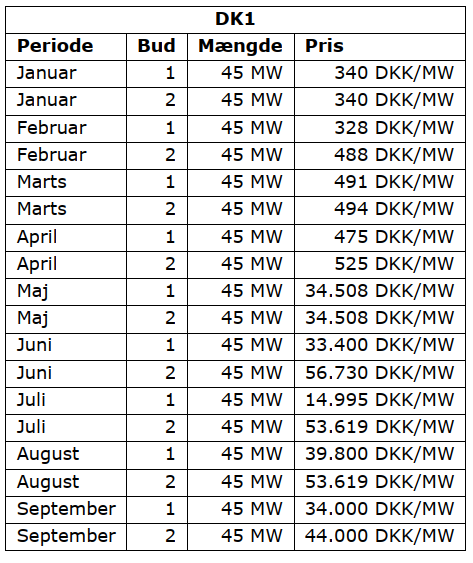 DK1
Periode Bud Mængde Pris
Januar 1 45 MW 340 DKK/MW
Januar 2 45 MW 340 DKK/MW
Februar 1 45 MW 328 DKK/MW
Februar 2 45 MW 488 DKK/MW
Marts 1 45 MW 491 DKK/MW
Marts 2 45 MW 494 DKK/MW
April 1 45 MW 475 DKK/MW
April 2 45 MW 525 DKK/MW
Maj 1 45 MW 34.508 DKK/MW
Maj 2 45 MW 34.508 DKK/MW
Juni 1 45 MW 33.400 DKK/MW
Juni 2 45 MW 56.730 DKK/MW
Juli 1 45 MW 14.995 DKK/MW
Juli 2 45 MW 53.619 DKK/MW
August 1 45 MW 39.800 DKK/MW
August 2 45 MW 53.619 DKK/MW
September 1 45 MW 34.000 DKK/MW
September 2 45 MW 44.000 DKK/MW